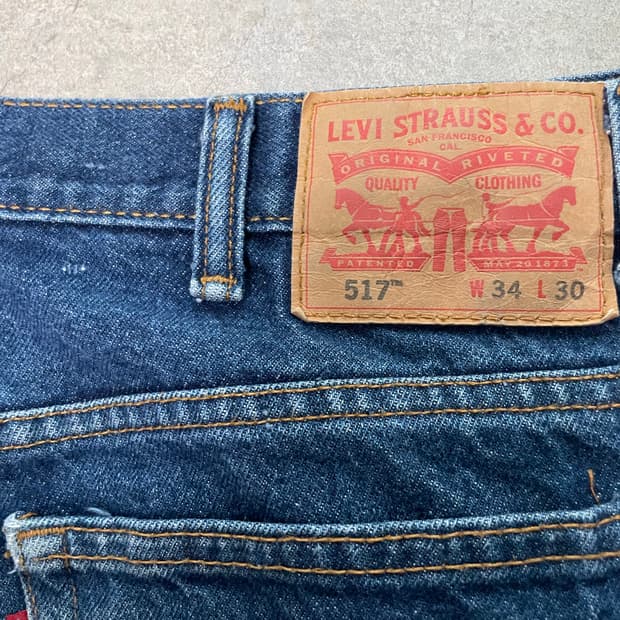 LEVI STRAUSS & CO.
SAN FRANCISCO
CAL.
ORIGINAL RIVETED
QUALITY CLOTHING
PATENTED MAY 20 1873
517™ W 34 L 30